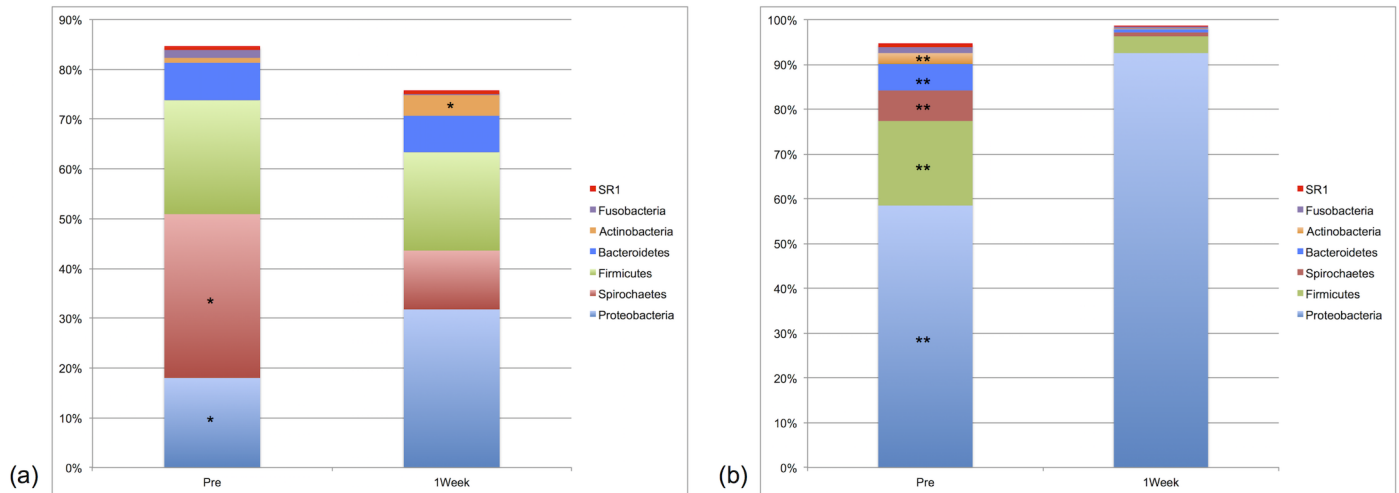 90%
80%
70%
60%
50%
40%
30%
20%
10%
0%
*
*
*
Pre
1Week
SR1
Fusobacteria
Actinobacteria
Bacteroidetes
Firmicutes
Spirochaetes
Proteobacteria
(a)
100%
90%
80%
70%
60%
50%
40%
30%
20%
10%
0%
**
**
**
**
**
Pre
1Week
SR1
Fusobacteria
Actinobacteria
Bacteroidetes
Spirochaetes
Firmicutes
Proteobacteria
(b)